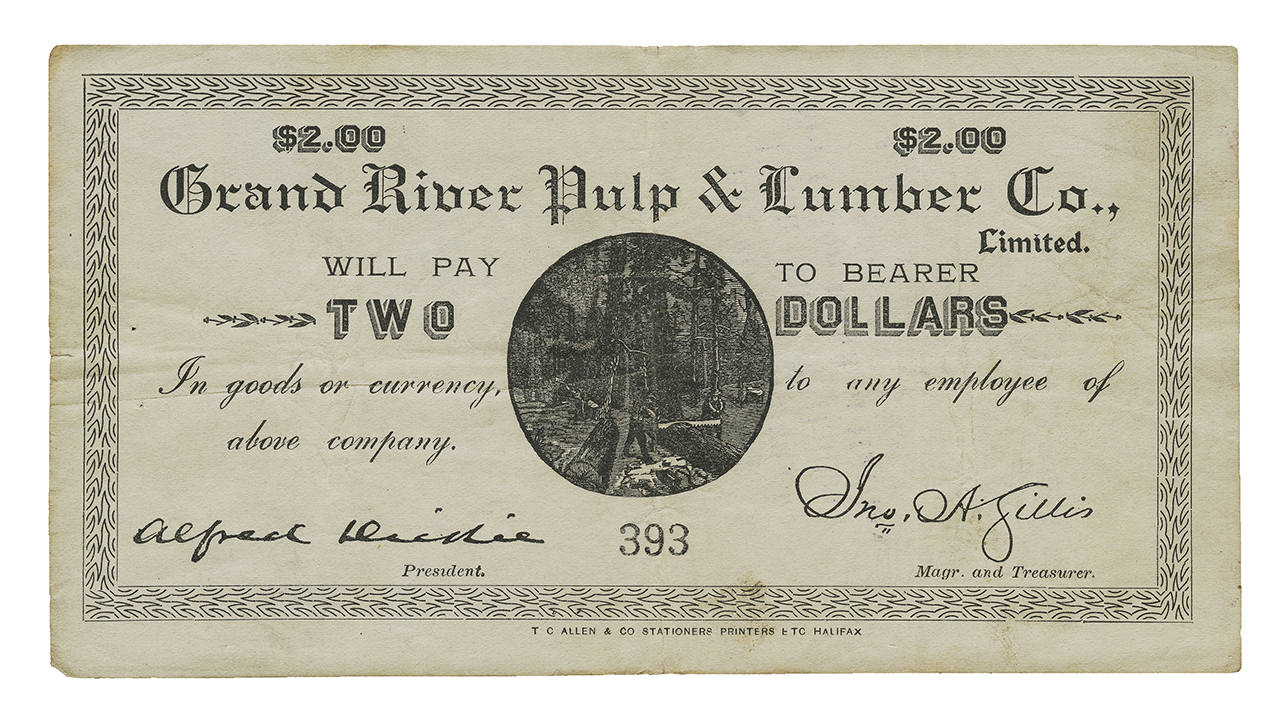 $2.00 $2.00
Grand River Pulp & Lumber Co.,
Limited.
WILL PAY TO BEARER
TWO DOLLARS
In goods or currency, to any employee of
above company.
Alfred Dickie 393 Jno. A. Gillis
President. Magr. and Treasurer.
T C ALLEN & CO STATIONERS PRINTERS ETC HALIFAX